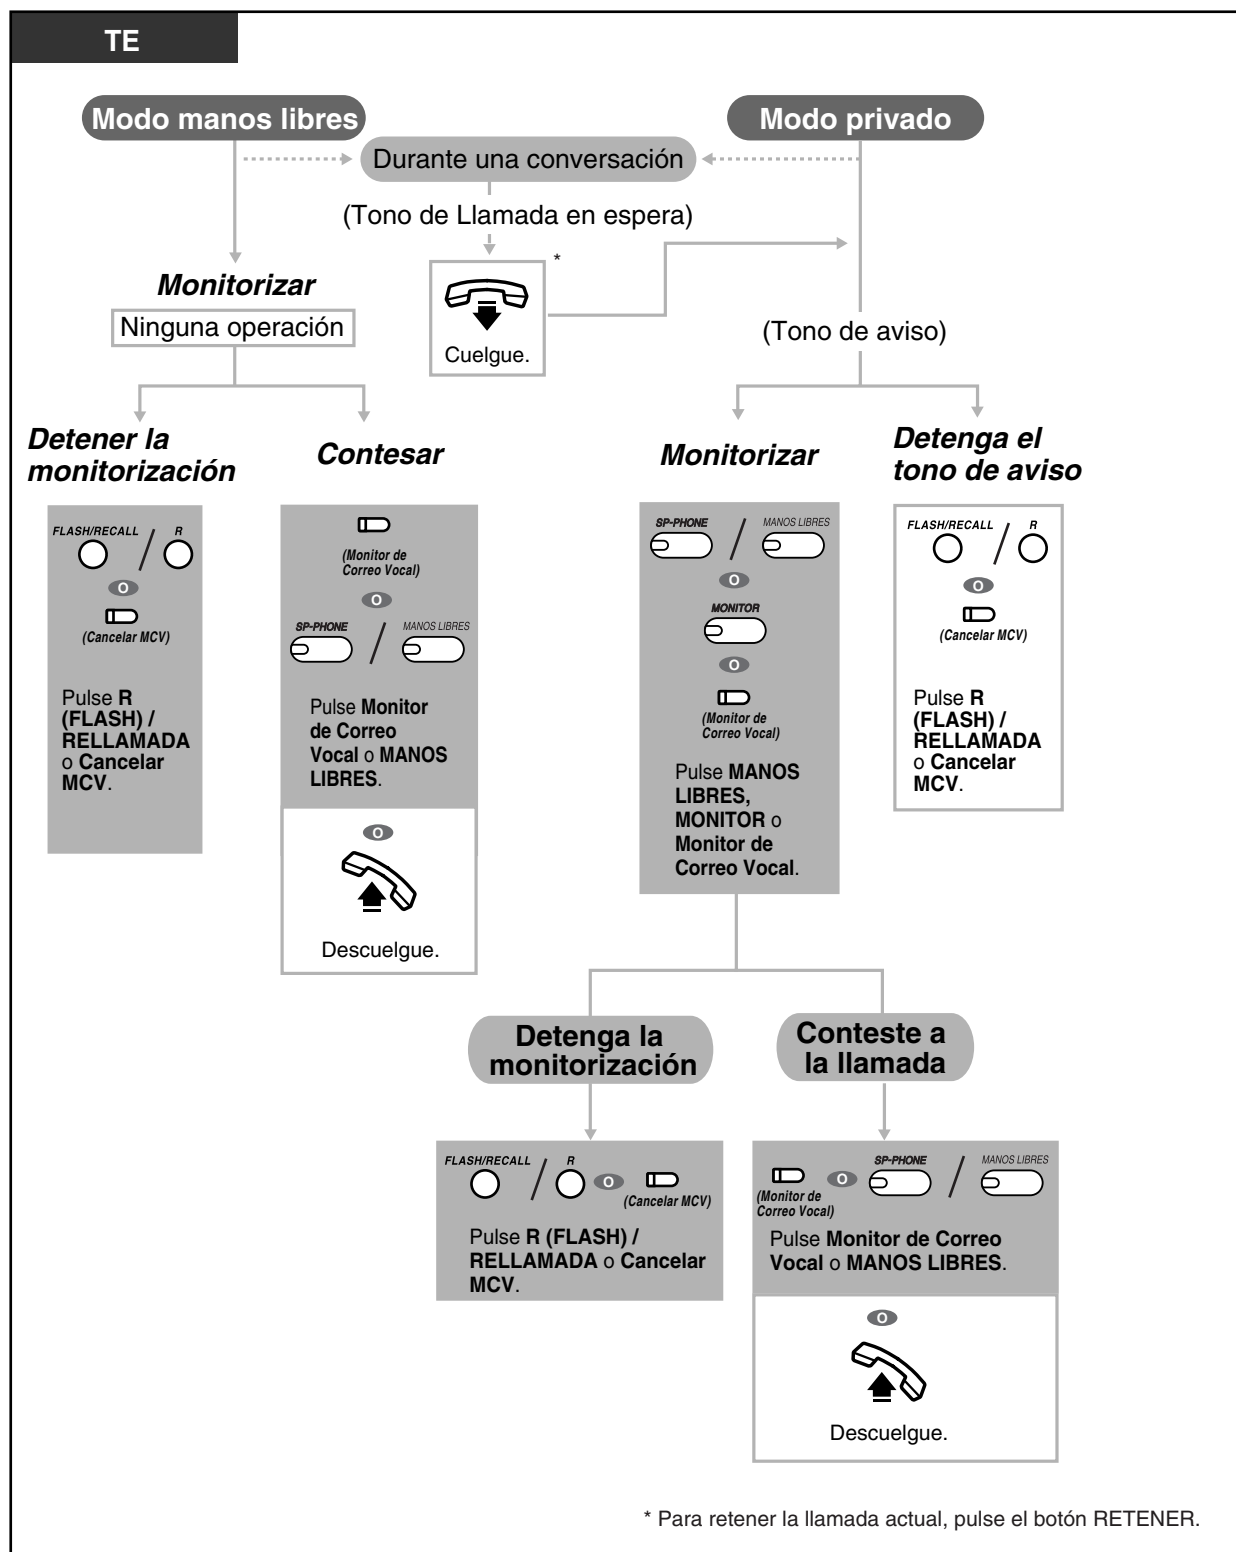 TE
Modo manos libres
Modo privado
Durante una conversación
(Tono de Llamada en espera)
*
Cuelgue.
Monitorizar
Ninguna operación
(Tono de aviso)
Detener la
monitorización
FLASH/RECALL / R
O
(Cancelar MCV)
Pulse R
(FLASH) /
RELLAMADA
o Cancelar
MCV.
Contesar
(Monitor de
Correo Vocal)
O
SP-PHONE / MANOS LIBRES
Pulse Monitor
de Correo
Vocal o MANOS
LIBRES.
O
Descuelgue.
Monitorizar
SP-PHONE / MANOS LIBRES
O
MONITOR
O
(Monitor de
Correo Vocal)
Pulse MANOS
LIBRES,
MONITOR o
Monitor de
Correo Vocal.
Detenga el
tono de aviso
FLASH/RECALL / R
O
(Cancelar MCV)
Pulse R
(FLASH) /
RELLAMADA
o Cancelar
MCV.
Detenga la
monitorización
FLASH/RECALL / R O
(Cancelar MCV)
Pulse R (FLASH) /
RELLAMADA o Cancelar
MCV.
Conteste a
la llamada
(Monitor de
Correo Vocal)
O SP-PHONE / MANOS LIBRES
Pulse Monitor de Correo
Vocal o MANOS LIBRES.
O
Descuelgue.
* Para retener la llamada actual, pulse el botón RETENER.